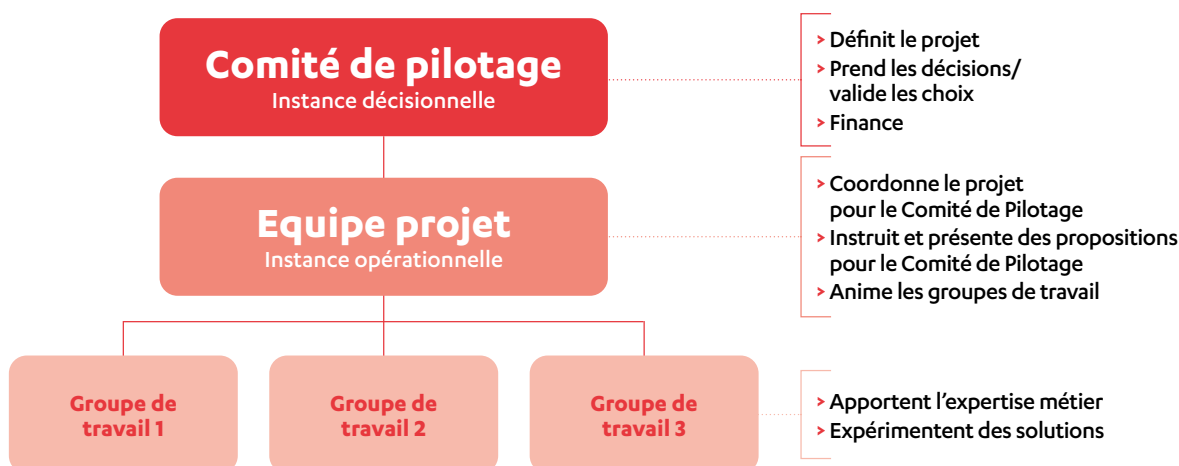 Comité de pilotage
Instance décisionnelle
> Définit le projet
> Prend les décisions/
valide les choix
> Finance
Equipe projet
Instance opérationnelle
> Coordonne le projet
pour le Comité de Pilotage
> Instruit et présente des propositions
pour le Comité de Pilotage
> Anime les groupes de travail
Groupe de
travail 1
Groupe de
travail 2
Groupe de
travail 3
> Apportent l’expertise métier
> Expérimentent des solutions